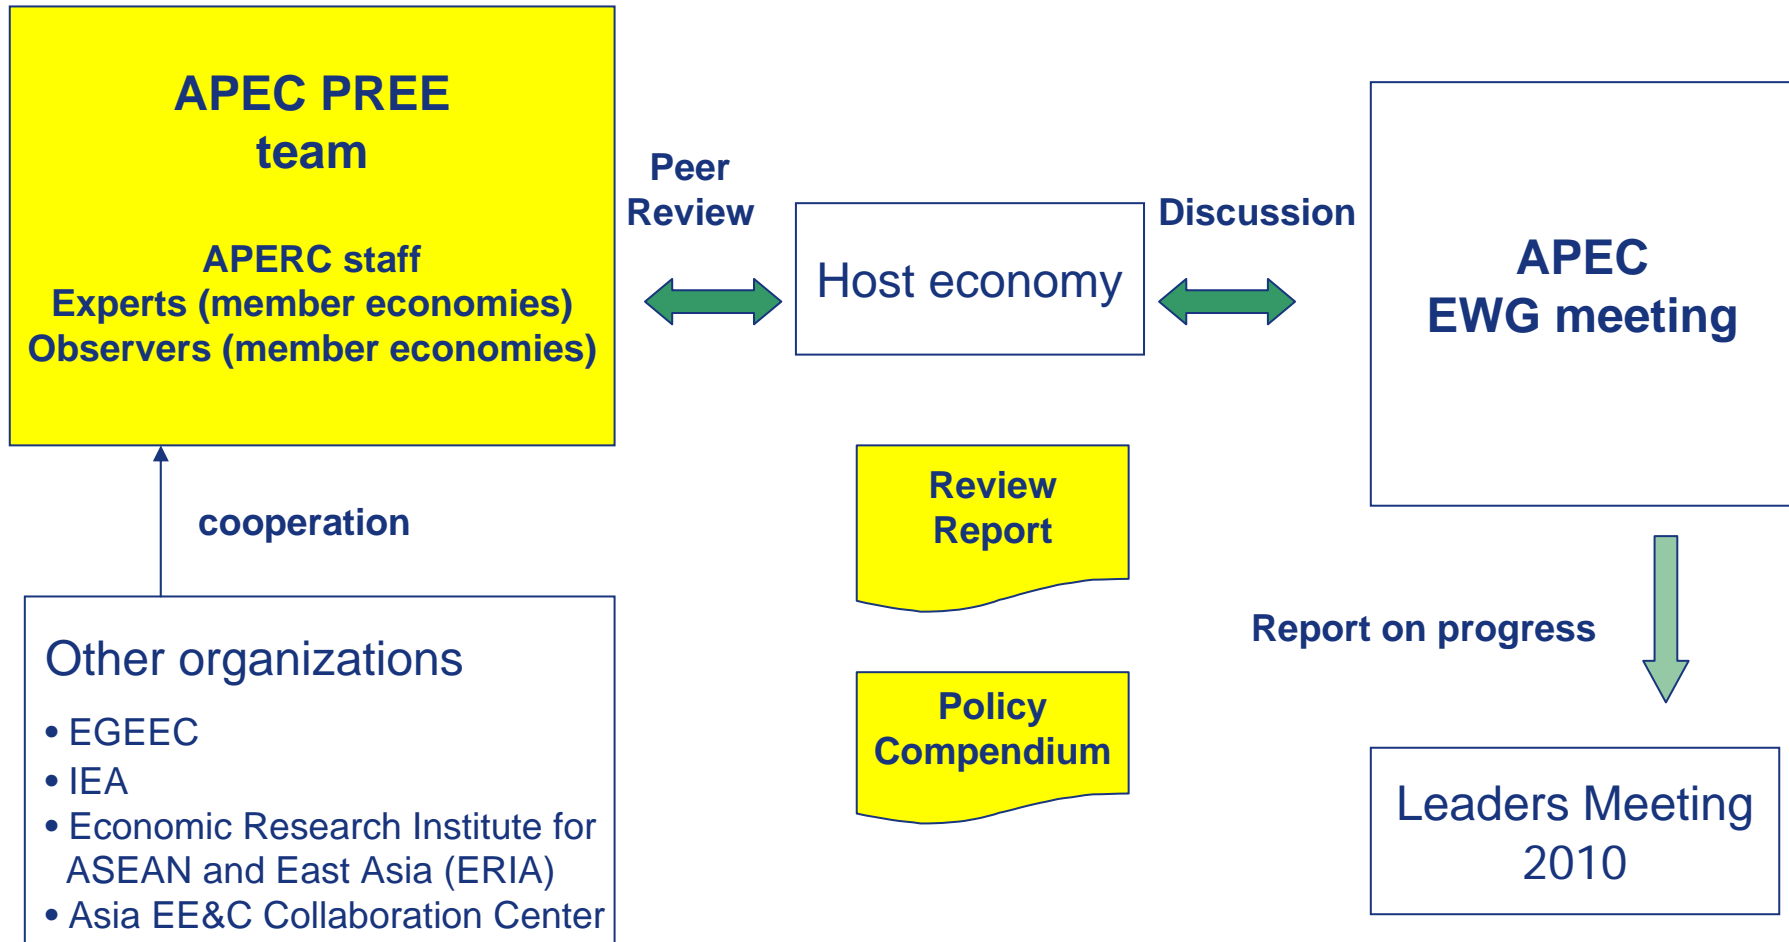 APEC PREE
team
APERC staff
Experts (member economies)
Observers (member economies)
Peer
Review
Host economy
Discussion
APEC
EWG meeting
cooperation
Review
Report
Report on progress
Other organizations
• EGEEC
• IEA
• Economic Research Institute for
ASEAN and East Asia (ERIA)
• Asia EE&C Collaboration Center
Policy
Compendium
Leaders Meeting
2010